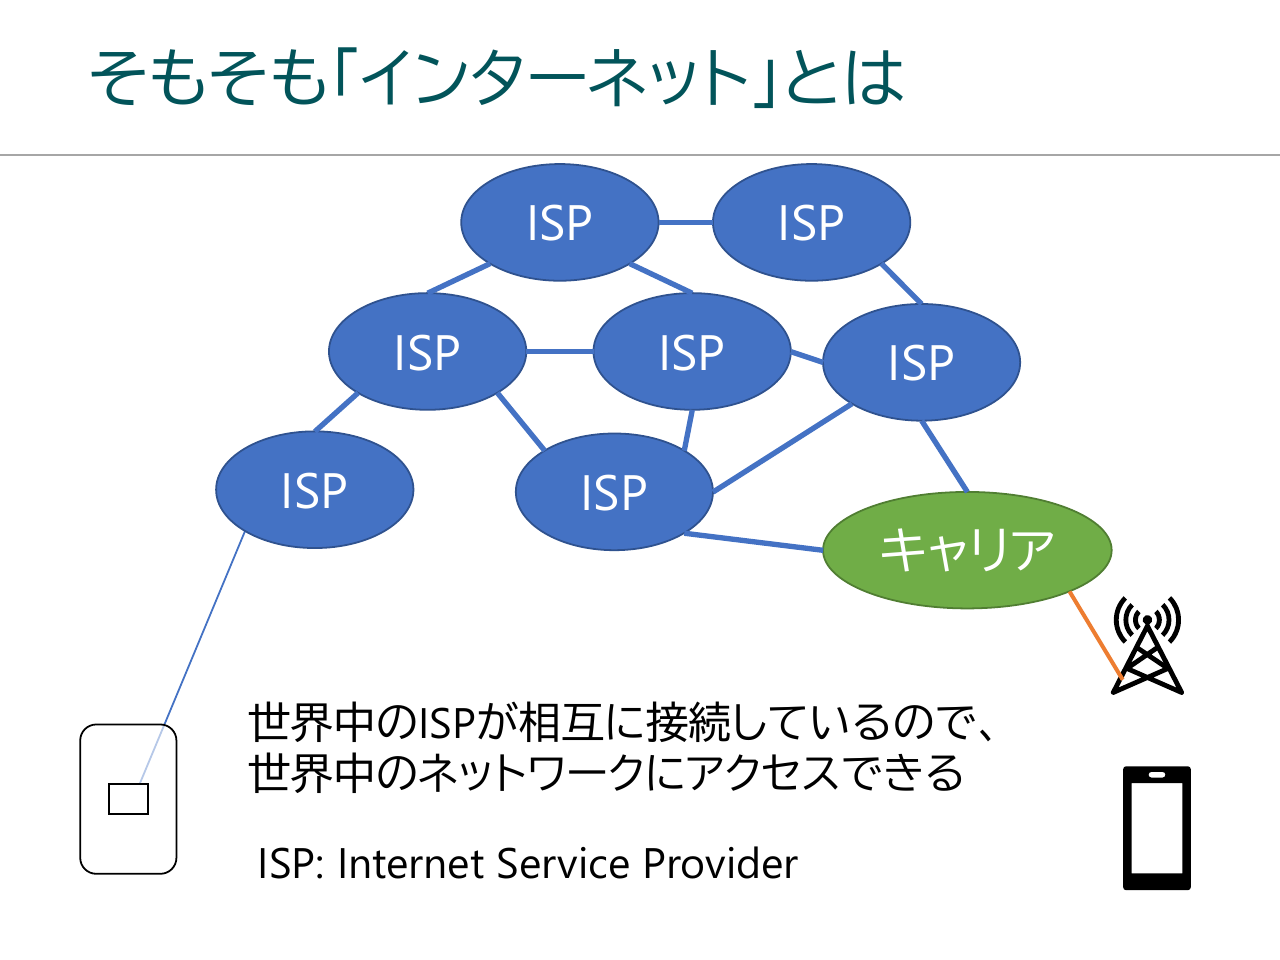 そもそも「インターネット」とは
ISP
ISP
ISP
ISP
ISP
ISP
ISP
キャリア
世界中のISPが相互に接続しているので、
世界中のネットワークにアクセスできる
ISP: Internet Service Provider